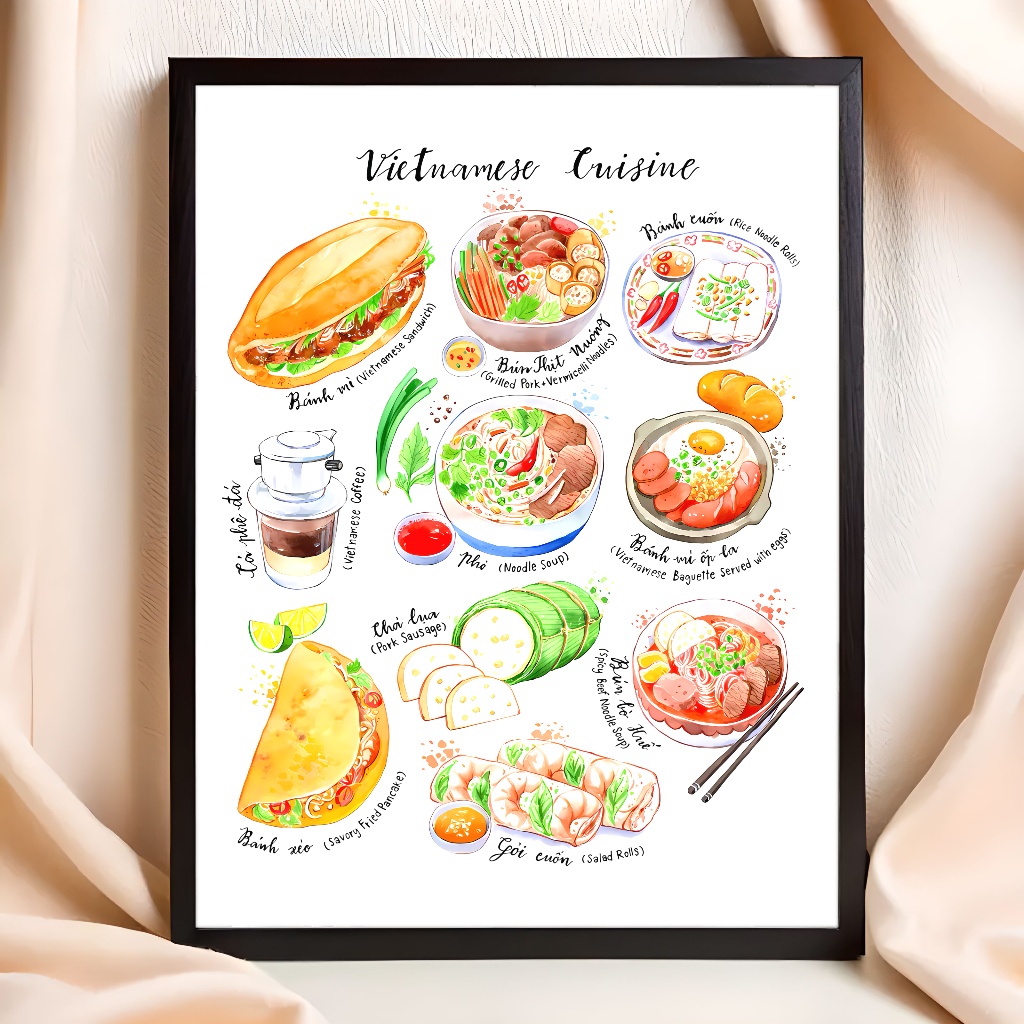 Vietnamese Cuisine
Bánh mì (Vietnamese Sandwich)
Bún Thịt Nướng
(Grilled Pork + Vermicelli Noodles)
Bánh cuốn (Rice Noodle Rolls)
Cà phê đá
(Vietnamese Coffee)
Phở (Noodle Soup)
Bánh mì ốp la
(Vietnamese Baguette Served with eggs)
Chả lụa
(Pork Sausage)
Bún bò Huế
(Spicy Beef Noodle Soup)
Bánh xèo (Savory Fried Pancake)
Gỏi cuốn (Salad Rolls)